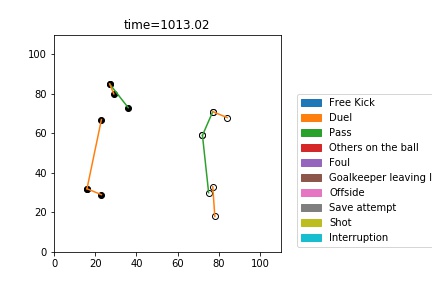 time=1013.02
100
80
60
40
20
0
0 20 40 60 80 100
Free Kick
Duel
Pass
Others on the ball
Foul
Goalkeeper leaving l
Offside
Save attempt
Shot
Interruption